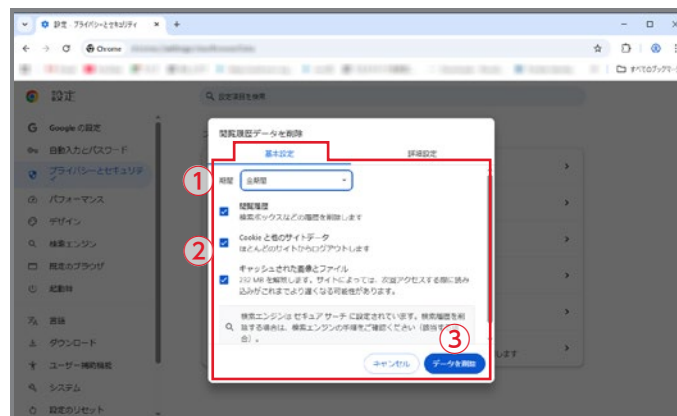 設定 - プライバシーとセキュリティ
Chrome
すべてのブックマーク
設定
設定項目を検索
Google の設定
自動入力とパスワード
プライバシーとセキュリティ
パフォーマンス
デザイン
検索エンジン
既定のブラウザ
起動時
言語
ダウンロード
ユーザー補助機能
システム
設定のリセット
閲覧履歴データを削除
基本設定
詳細設定
①
期間
全期間
閲覧履歴
検索ボックスなどの履歴を削除します
②
Cookie と他のサイトデータ
ほとんどのサイトからログアウトします
キャッシュされた画像とファイル
232 MB を解放します。サイトによっては、次回アクセスする際に読み
込みがこれまでより遅くなる可能性があります。
検索エンジンは セキュア サーチ に設定されています。検索履歴を削
除する場合は、検索エンジンの手順をご確認ください（該当する
合）。
③
キャンセル
データを削除
します